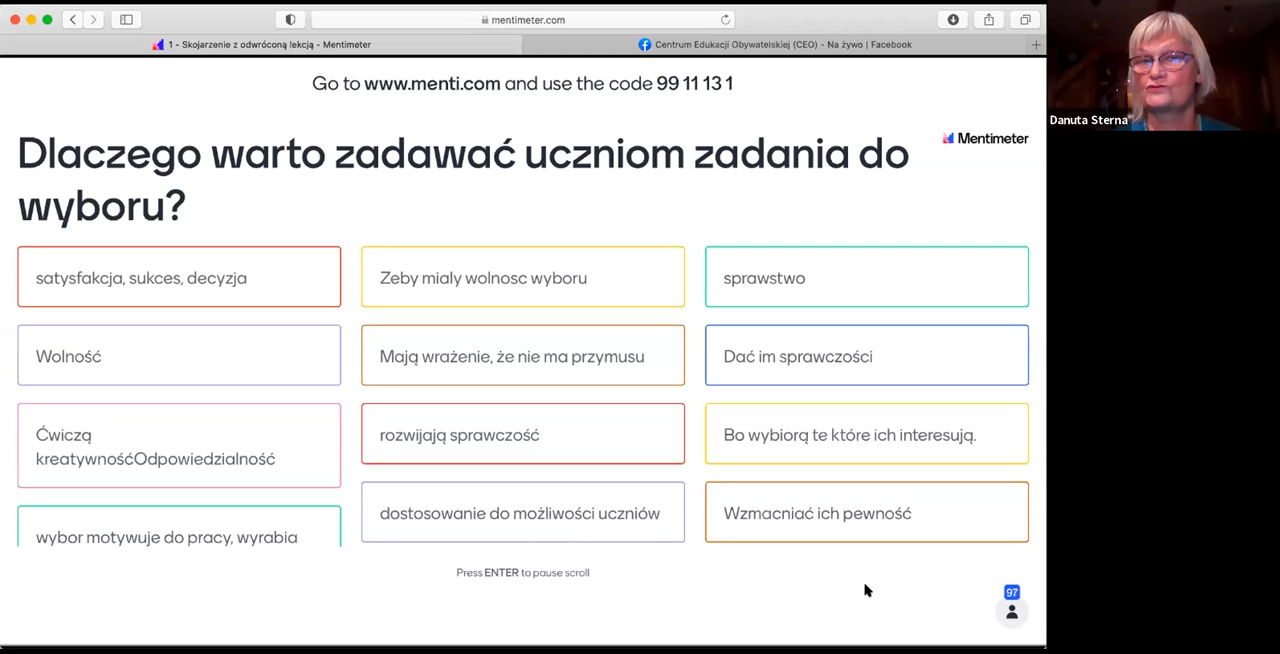 mentimeter.com
1 - Skojarzenie z odwróconą lekcją - Mentimeter
Centrum Edukacji Obywatelskiej (CEO) - Na żywo | Facebook
Go to www.menti.com and use the code 99 11 13 1
Danuta Sterna
Mentimeter
Dlaczego warto zadawać uczniom zadania do
wyboru?
satysfakcja, sukces, decyzja
Zeby mialy wolnosc wyboru
sprawstwo
Wolność
Mają wrażenie, że nie ma przymusu
Dać im sprawczości
Ćwiczą
kreatywnośćOdpowiedzialność
rozwijają sprawczość
Bo wybiorą te które ich interesują.
wybor motywuje do pracy, wyrabia
dostosowanie do możliwości uczniów
Wzmacniać ich pewność
Press ENTER to pause scroll
97